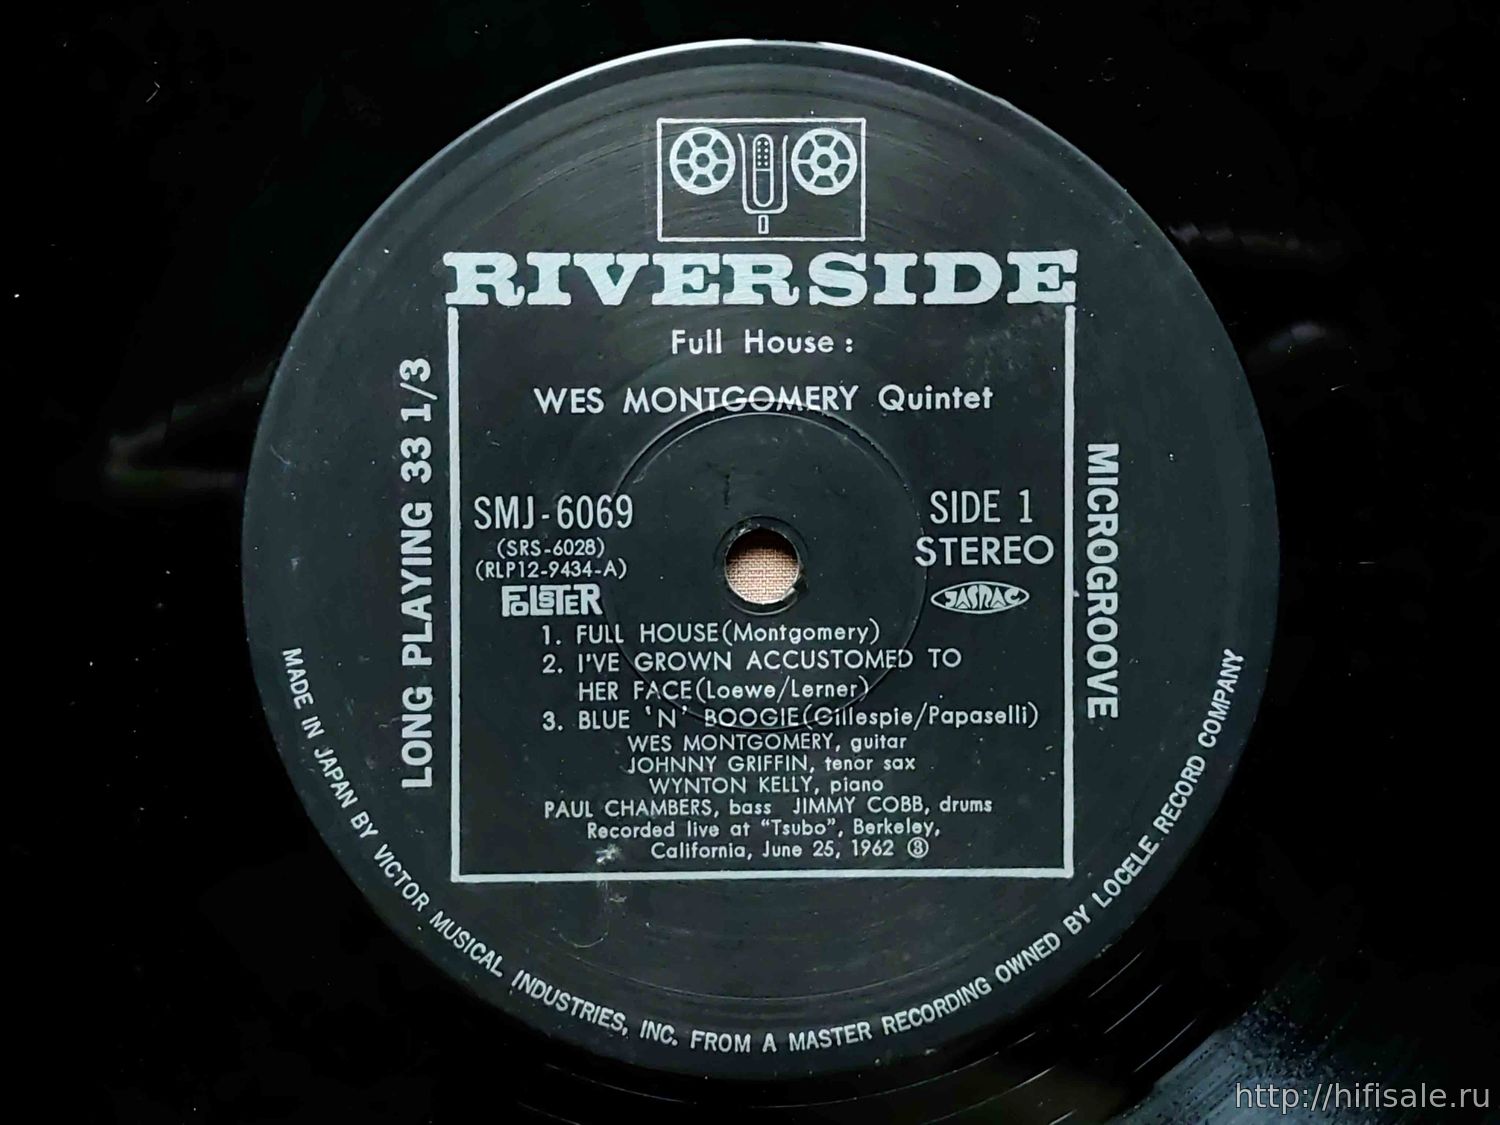 RIVERSIDE
Full House :
WES MONTGOMERY Quintet
LONG PLAYING 33 1/3
MICROGROOVE
SMJ-6069
(SRS-6028)
(RLP12-9434-A)
FoLSTER
SIDE 1
STEREO
JASRAC
1. FULL HOUSE(Montgomery)
2. I'VE GROWN ACCUSTOMED TO
HER FACE(Loewe/Lerner)
3. BLUE 'N' BOOGIE(Gillespie/Papaselli)
WES MONTGOMERY, guitar
JOHNNY GRIFFIN, tenor sax
WYNTON KELLY, piano
PAUL CHAMBERS, bass JIMMY COBB, drums
Recorded live at "Tsubo", Berkeley,
California, June 25, 1962 ③
MADE IN JAPAN BY VICTOR MUSICAL INDUSTRIES, INC. FROM A MASTER RECORDING OWNED BY LOCELE RECORD COMPANY
http://hifisale.ru